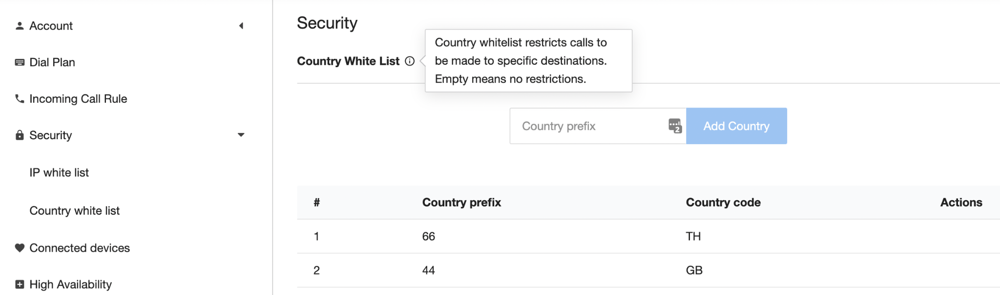 Account
Dial Plan
Incoming Call Rule
Security
IP white list
Country white list
Connected devices
High Availability
Security
Country White List
Country whitelist restricts calls to
be made to specific destinations.
Empty means no restrictions.
Country prefix
2
Add Country
# Country prefix Country code Actions
1 66 TH
2 44 GB